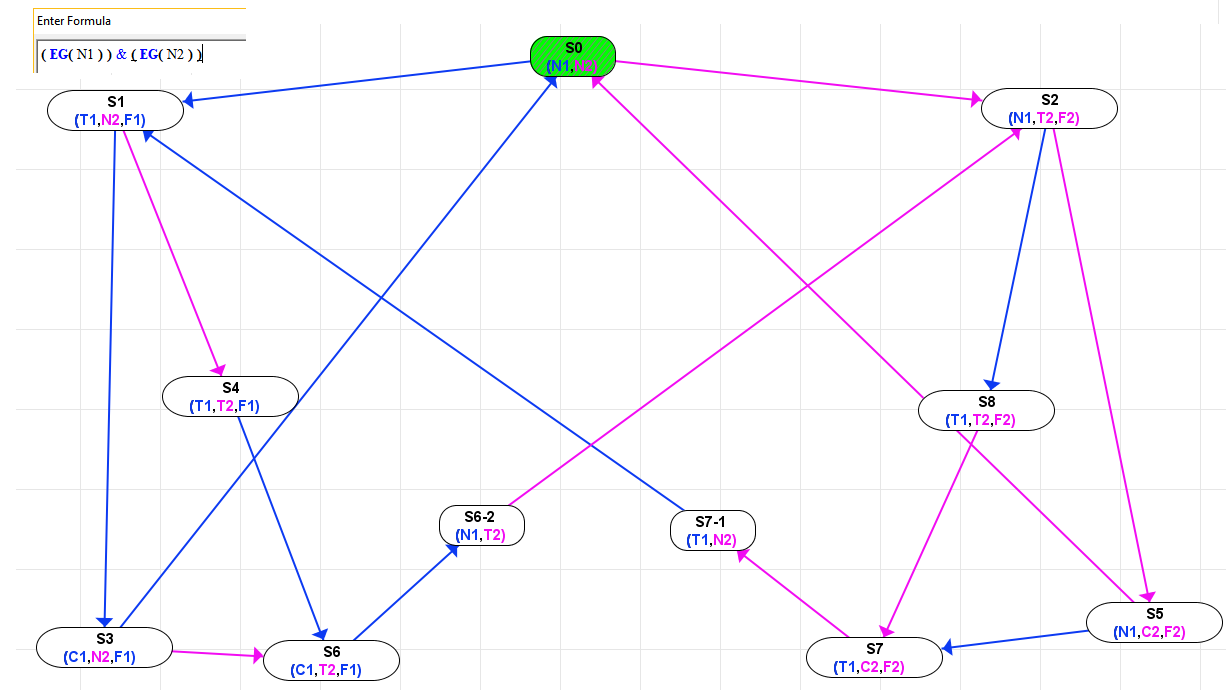 Enter Formula
( EG( N1 ) ) & ( EG( N2 ) )
S0
(N1,N2)
S1
(T1,N2,F1)
S2
(N1,T2,F2)
S4
(T1,T2,F1)
S8
(T1,T2,F2)
S6-2
(N1,T2)
S7-1
(T1,N2)
S5
(N1,C2,F2)
S3
(C1,N2,F1)
S6
(C1,T2,F1)
S7
(T1,C2,F2)